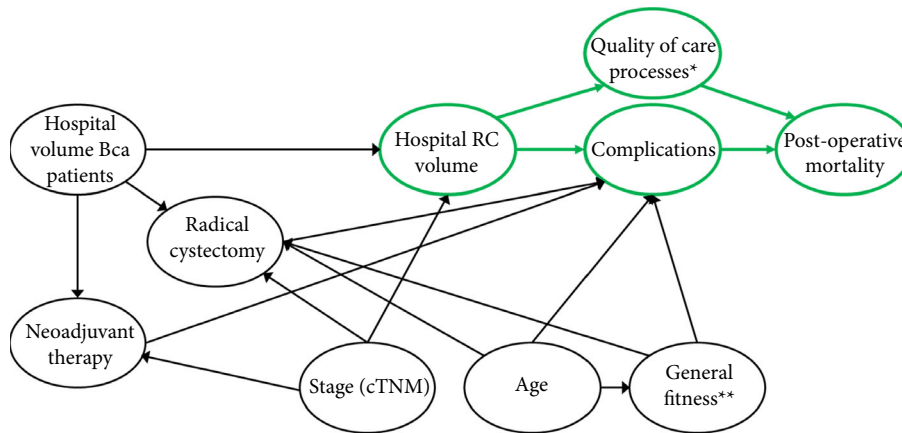 Quality of care
processes*
Hospital
volume Bca
patients
Hospital RC
volume
Complications
Post-operative
mortality
Radical
cystectomy
Neoadjuvant
therapy
Stage (cTNM)
Age
General
fitness**